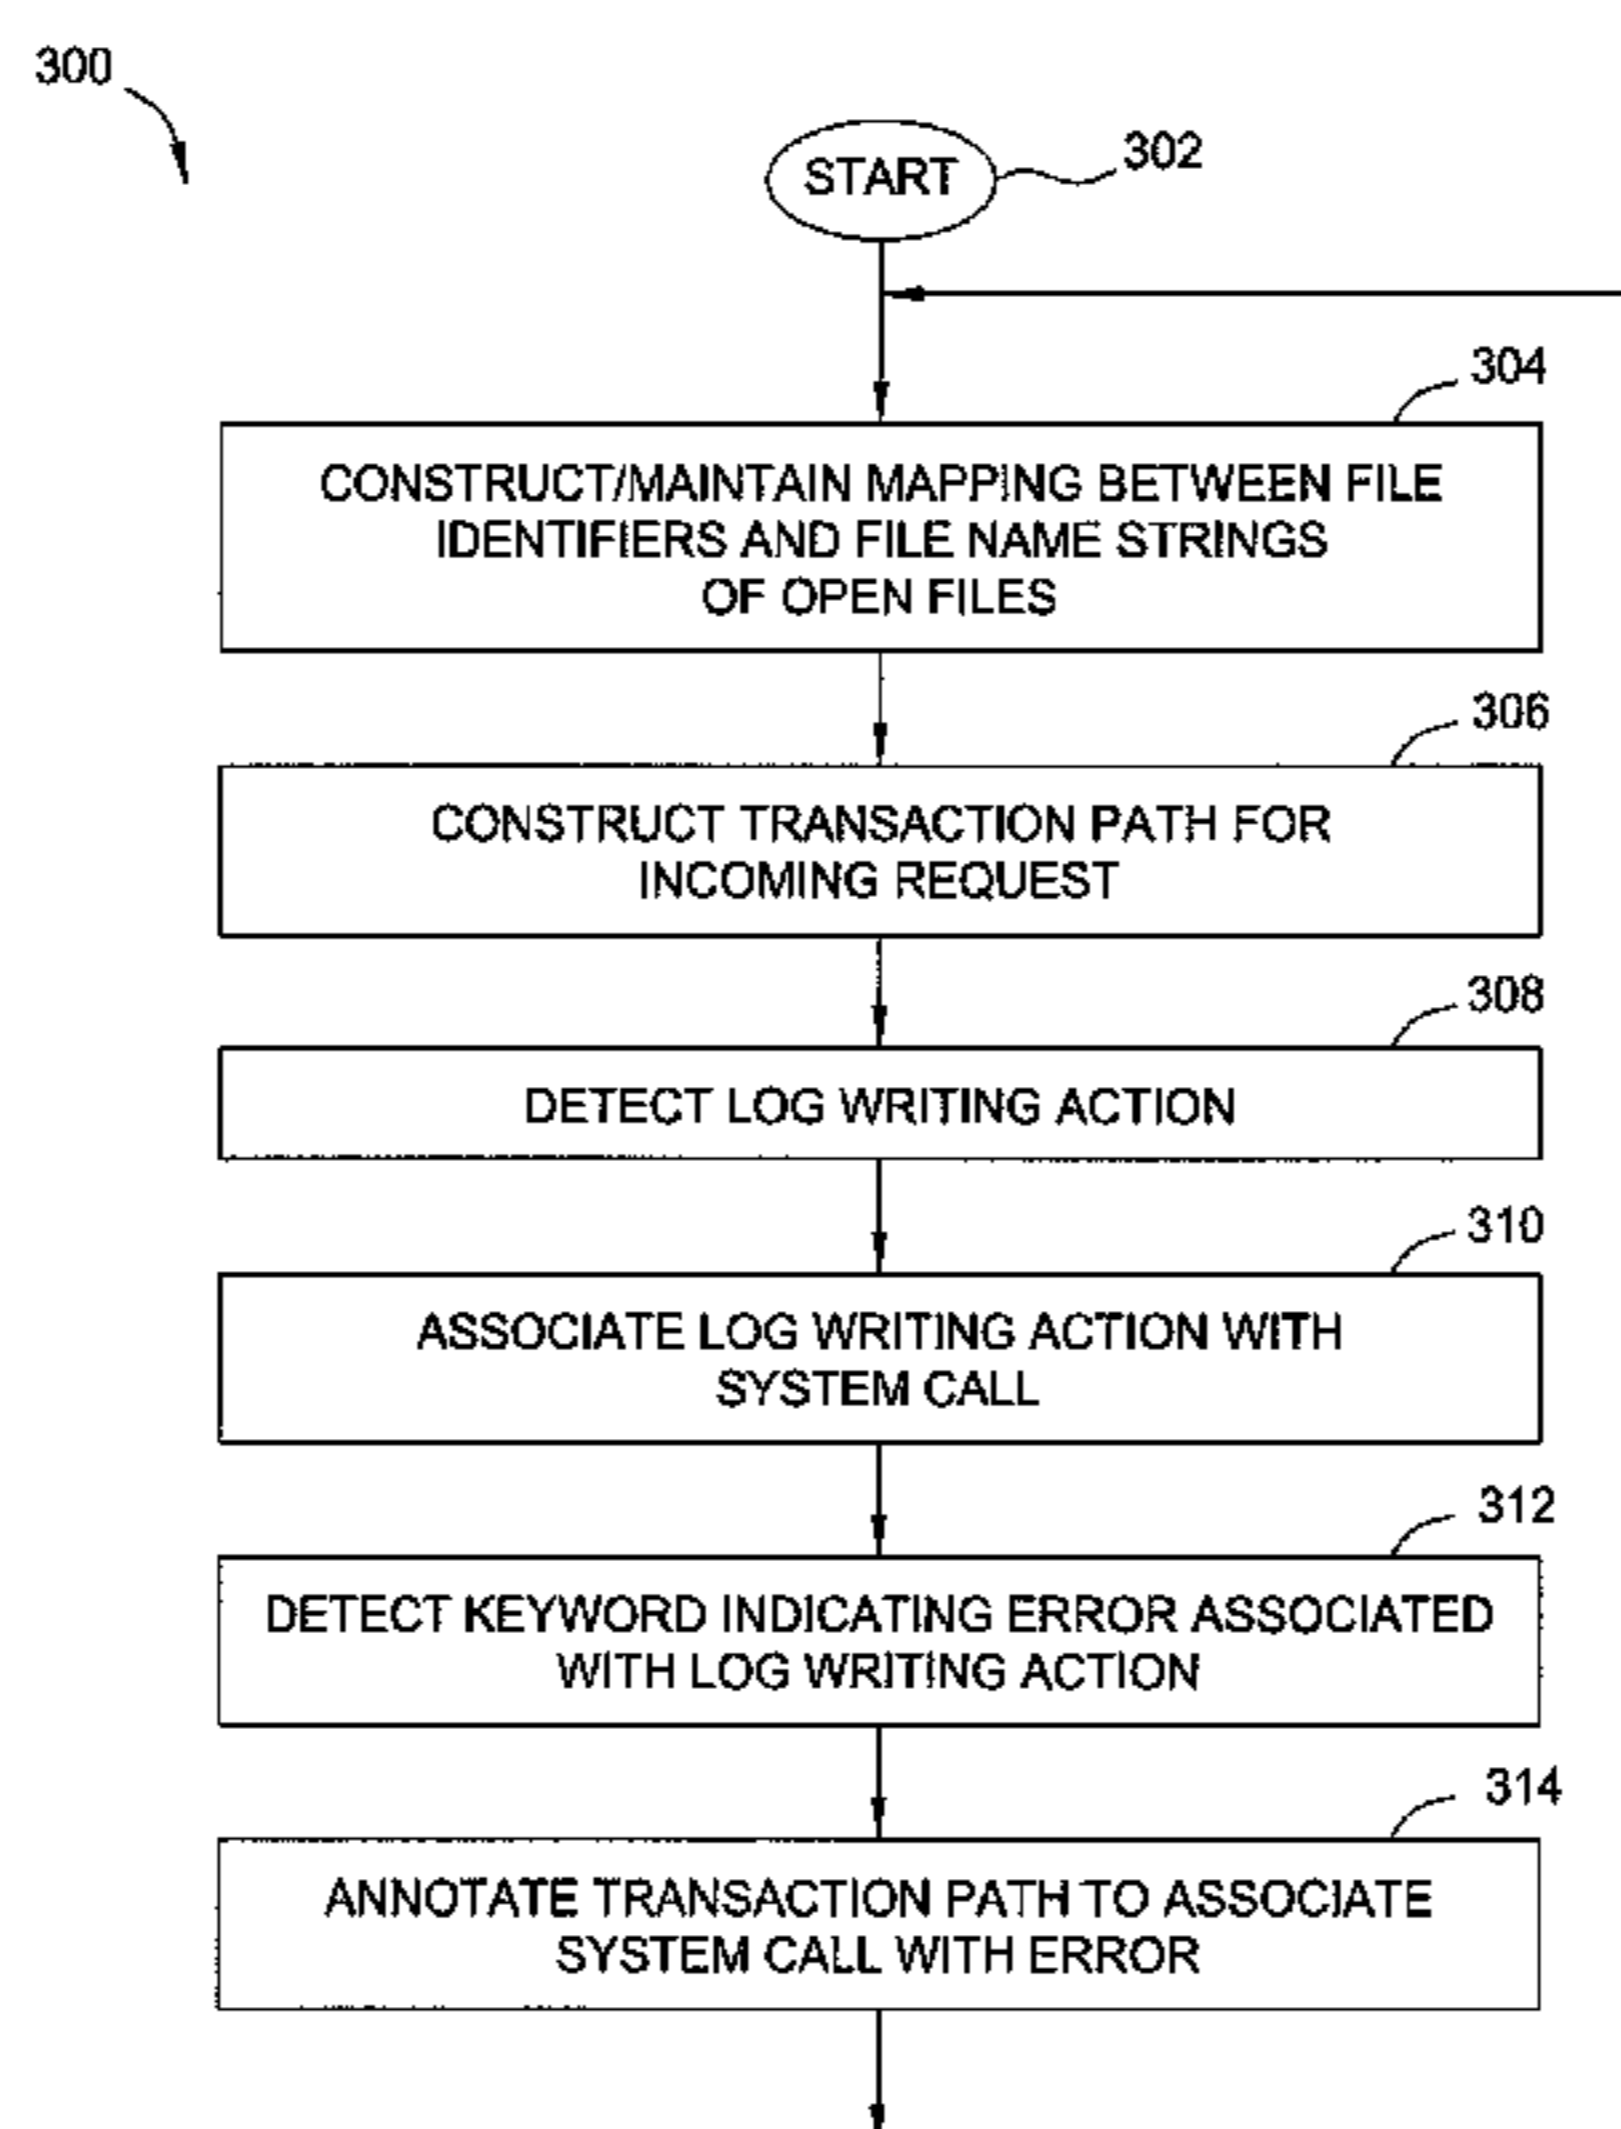 300
START
302
304
CONSTRUCT/MAINTAIN MAPPING BETWEEN FILE
IDENTIFIERS AND FILE NAME STRINGS
OF OPEN FILES
306
CONSTRUCT TRANSACTION PATH FOR
INCOMING REQUEST
308
DETECT LOG WRITING ACTION
310
ASSOCIATE LOG WRITING ACTION WITH
SYSTEM CALL
312
DETECT KEYWORD INDICATING ERROR ASSOCIATED
WITH LOG WRITING ACTION
314
ANNOTATE TRANSACTION PATH TO ASSOCIATE
SYSTEM CALL WITH ERROR